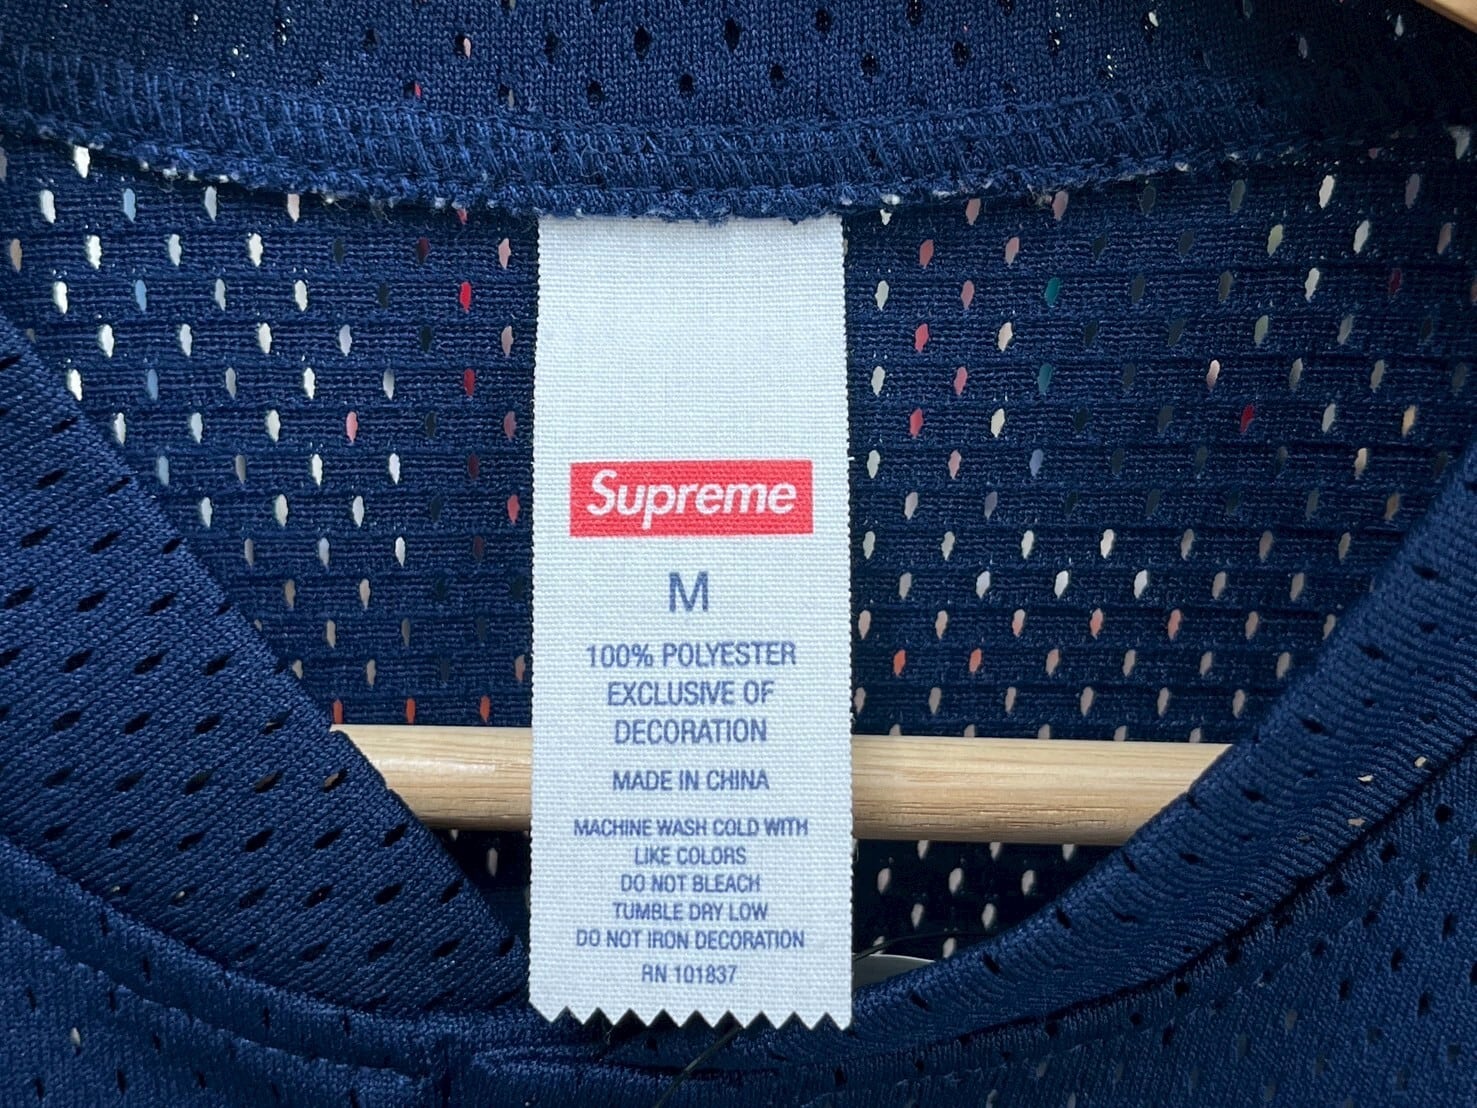 Supreme
M
100% POLYESTER
EXCLUSIVE OF
DECORATION
MADE IN CHINA
MACHINE WASH COLD WITH
LIKE COLORS
DO NOT BLEACH
TUMBLE DRY LOW
DO NOT IRON DECORATION
RN 101837